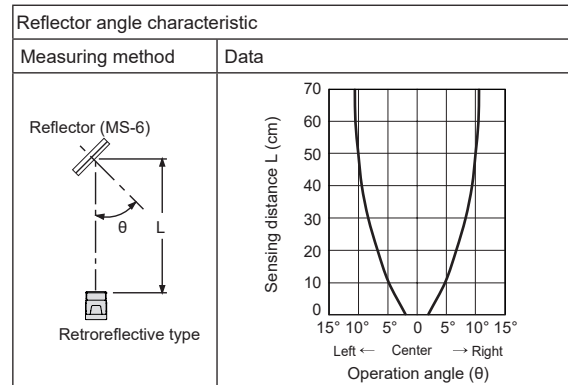 Reflector angle characteristic
Measuring method
Data
Reflector (MS-6)
θ
L
Retroreflective type
Sensing distance L (cm)
70
60
50
40
30
20
10
0
15° 10° 5° 0 5° 10° 15°
Left ← Center → Right
Operation angle (θ)